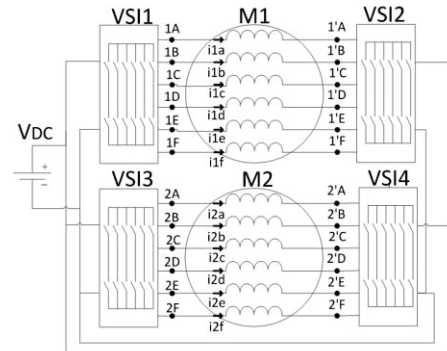 VSI1 M1 VSI2
1A 1'A
i1a
1B 1'B
i1b
1C 1'C
i1c
1D 1'D
i1d
1E 1'E
i1e
1F 1'F
i1f
VDC
+
-
VSI3 M2 VSI4
2A 2'A
i2a
2B 2'B
i2b
2C 2'C
i2c
2D 2'D
i2d
2E 2'E
i2e
2F 2'F
i2f